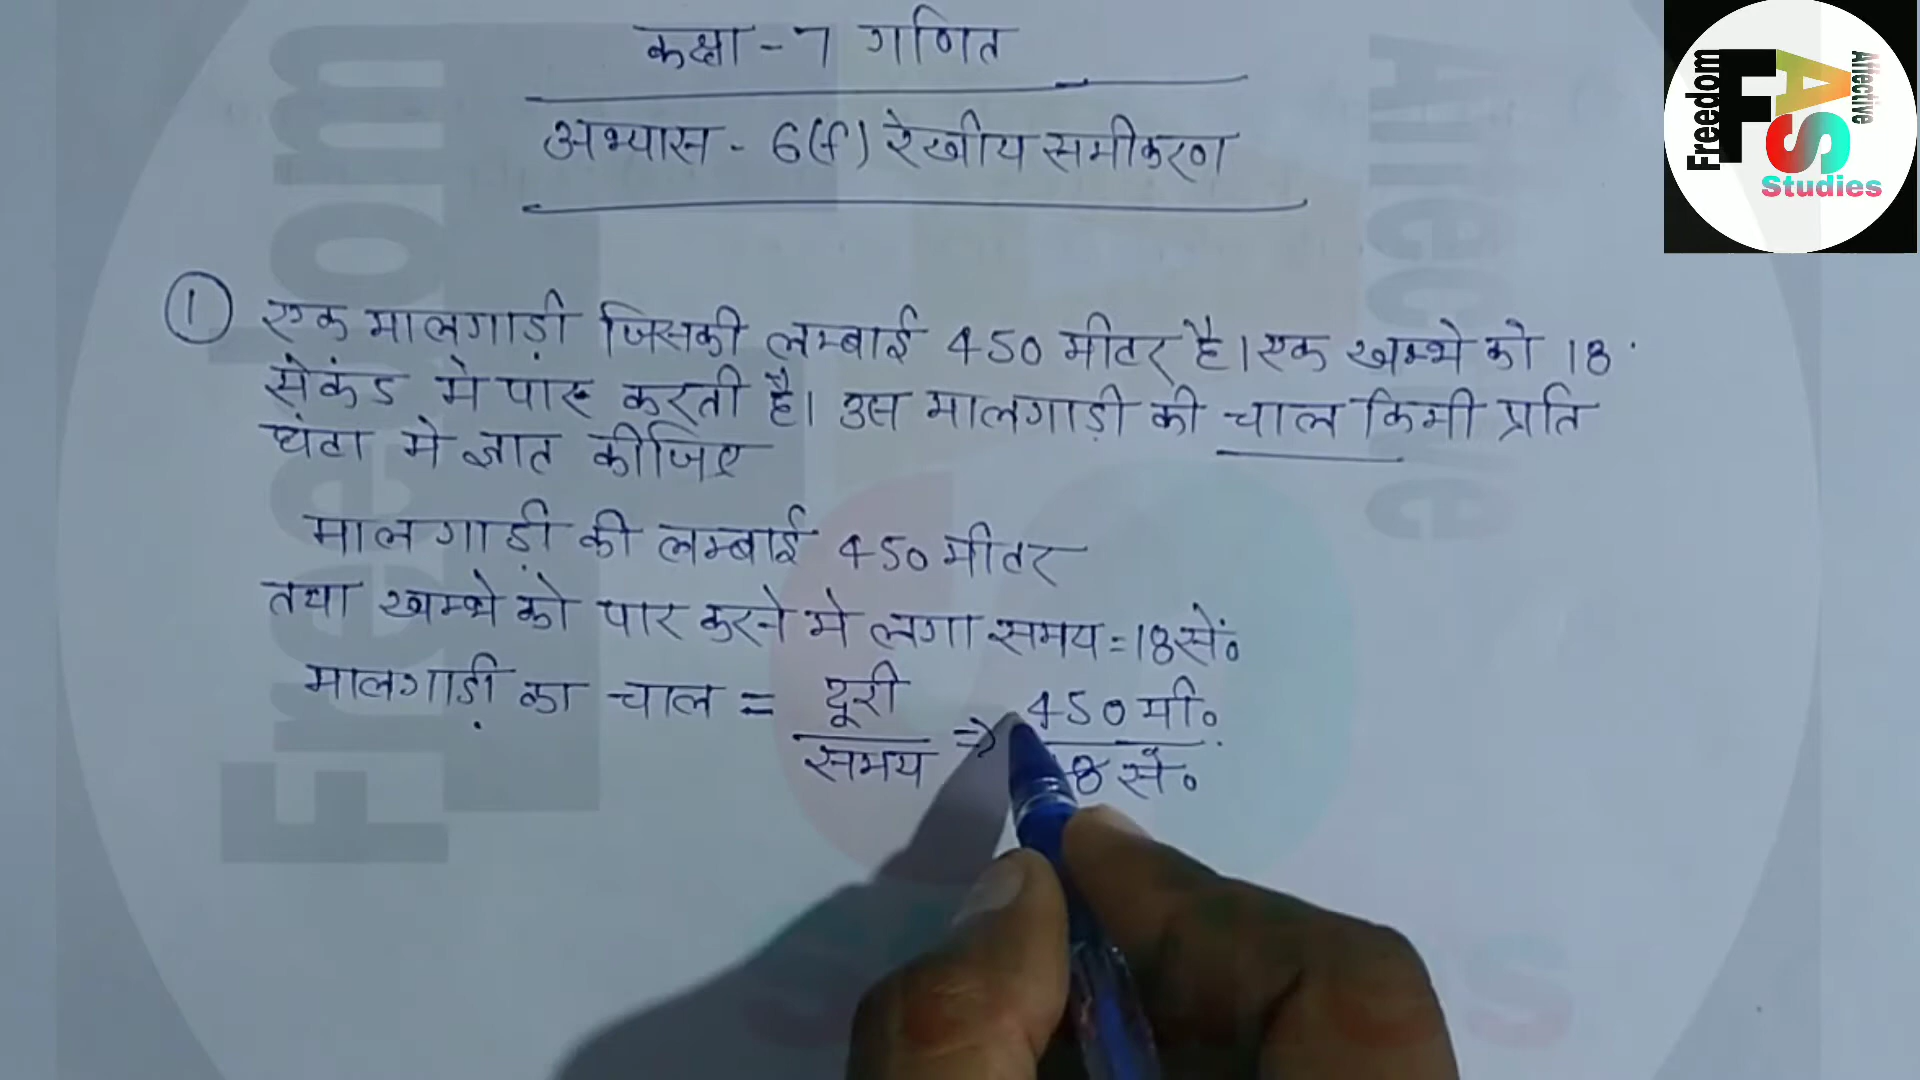 कक्षा - 7 गणित
अभ्यास - 6(f) रेखीय समीकरण
① एक मालगाड़ी जिसकी लम्बाई 450 मीटर है। एक खम्भे को 18
सेकंड मे पार करती है। उस मालगाड़ी की चाल किमी प्रति
घंटा मे ज्ञात कीजिए
मालगाड़ी की लम्बाई 450 मीटर
तथा खम्भे को पार करने मे लगा समय = 18 सें०
मालगाड़ी का चाल = दूरी / समय ⇒ 450 मी० / 18 सें०
Freedom
FAS
Affective
Studies